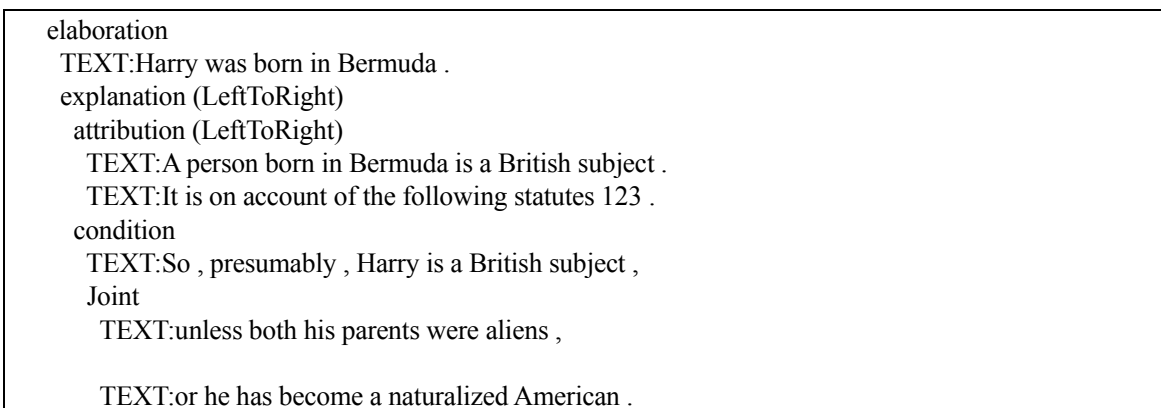 elaboration
TEXT:Harry was born in Bermuda .
explanation (LeftToRight)
attribution (LeftToRight)
TEXT:A person born in Bermuda is a British subject .
TEXT:It is on account of the following statutes 123 .
condition
TEXT:So , presumably , Harry is a British subject ,
Joint
TEXT:unless both his parents were aliens ,
TEXT:or he has become a naturalized American .